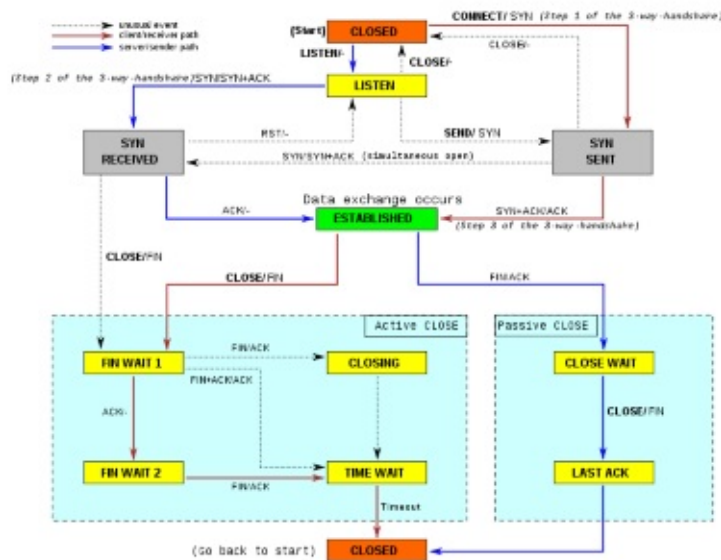 unusual event
client/receiver path
server/sender path
CONNECT/ SYN (Step 1 of the 3-way-handshake)
(Start) CLOSED
CLOSE/-
LISTEN/-
CLOSE/-
(Step 2 of the 3-way-handshake) SYN/SYN+ACK
LISTEN
RST/-
SEND/ SYN
SYN RECEIVED
SYN SENT
SYN/SYN+ACK (simultaneous open)
Data exchange occurs
ACK/-
ESTABLISHED
SYN+ACK/ACK
(Step 3 of the 3-way-handshake)
CLOSE/ FIN
CLOSE/ FIN
FIN/ACK
Active CLOSE
Passive CLOSE
FIN WAIT 1
FIN/ACK
CLOSING
CLOSE WAIT
FIN+ACK/ACK
ACK/-
CLOSE/ FIN
FIN WAIT 2
TIME WAIT
LAST ACK
FIN/ACK
Timeout
(Go back to start) CLOSED